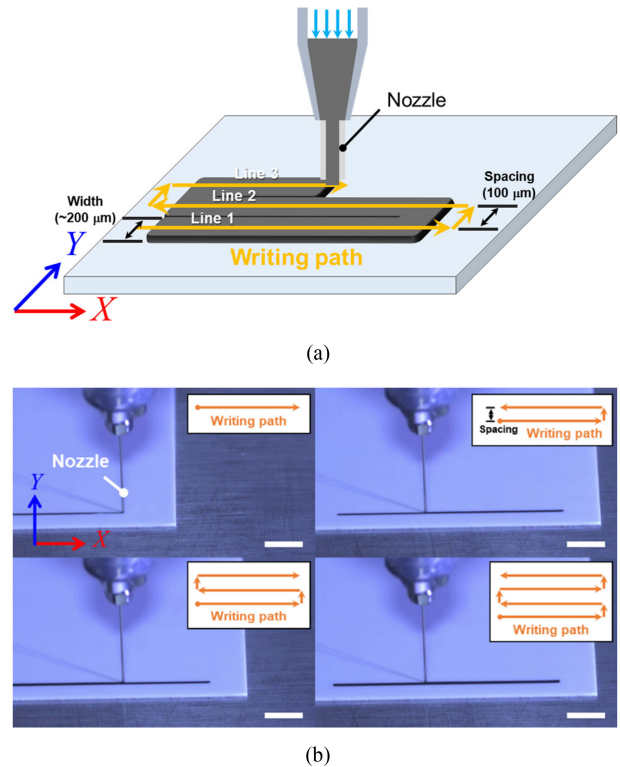 Nozzle
Line 3
Line 2
Line 1
Width
(~200 μm)
Spacing
(100 μm)
Writing path
Y
X
(a)
Writing path
Nozzle
Y
X
Spacing
Writing path
Writing path
Writing path
(b)